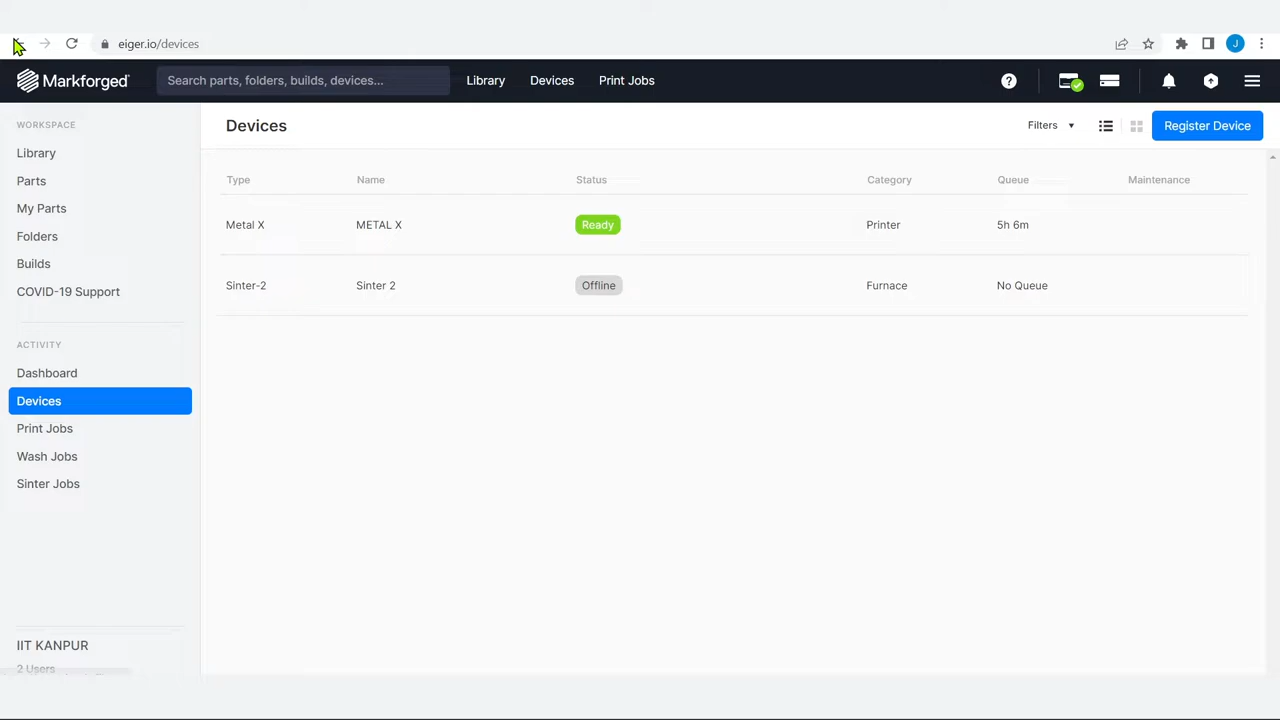 eiger.io/devices
Markforged
Search parts, folders, builds, devices...
Library
Devices
Print Jobs
WORKSPACE
Library
Parts
My Parts
Folders
Builds
COVID-19 Support
ACTIVITY
Dashboard
Devices
Print Jobs
Wash Jobs
Sinter Jobs
IIT KANPUR
2 Users
Devices
Filters
Register Device
Type Name Status Category Queue Maintenance
Metal X METAL X Ready Printer 5h 6m
Sinter-2 Sinter 2 Offline Furnace No Queue
J